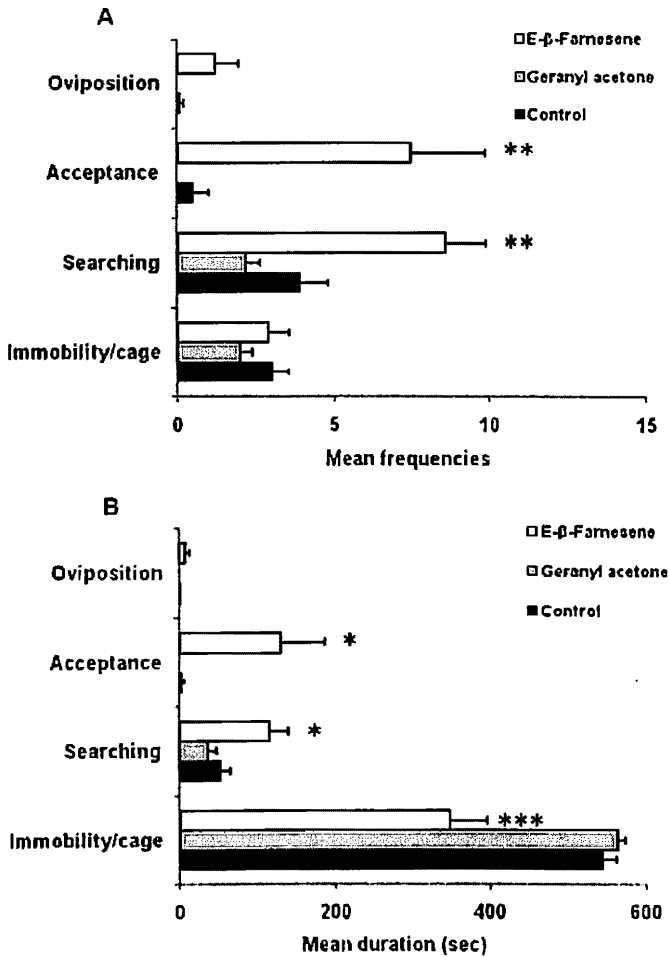 A
E-β-Farnesene
Geranyl acetone
Control
Oviposition
Acceptance
**
Searching
**
Immobility/cage
0 5 10 15
Mean frequencies
B
E-β-Farnesene
Geranyl acetone
Control
Oviposition
Acceptance
*
Searching
*
Immobility/cage
***
0 200 400 600
Mean duration (sec)